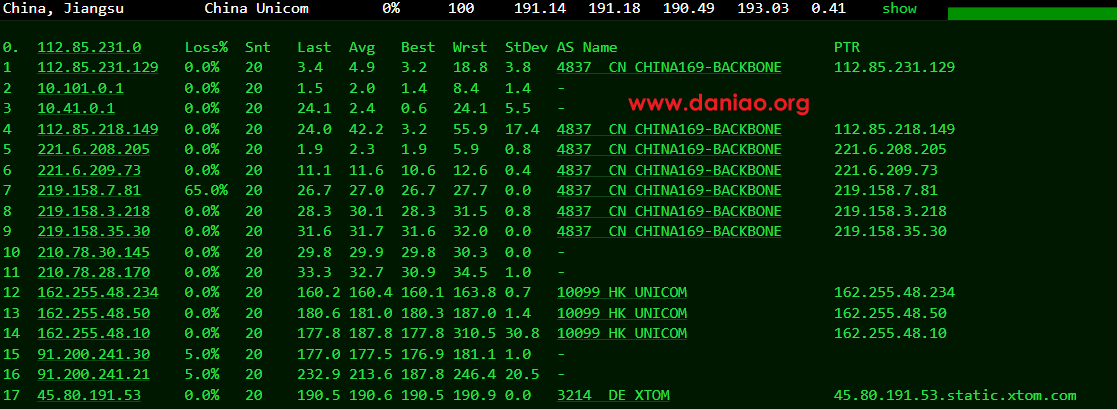 China, Jiangsu China Unicom 0% 100 191.14 191.18 190.49 193.03 0.41 show
0. 112.85.231.0 Loss% Snt Last Avg Best Wrst StDev AS Name PTR
1 112.85.231.129 0.0% 20 3.4 4.9 3.2 18.8 3.8 4837 CN CHINA169-BACKBONE 112.85.231.129
2 10.101.0.1 0.0% 20 1.5 2.0 1.4 8.4 1.4 -
3 10.41.0.1 0.0% 20 24.1 2.4 0.6 24.1 5.5 -
www.daniao.org
4 112.85.218.149 0.0% 20 24.0 42.2 3.2 55.9 17.4 4837 CN CHINA169-BACKBONE 112.85.218.149
5 221.6.208.205 0.0% 20 1.9 2.3 1.9 5.9 0.8 4837 CN CHINA169-BACKBONE 221.6.208.205
6 221.6.209.73 0.0% 20 11.1 11.6 10.6 12.6 0.4 4837 CN CHINA169-BACKBONE 221.6.209.73
7 219.158.7.81 65.0% 20 26.7 27.0 26.7 27.7 0.0 4837 CN CHINA169-BACKBONE 219.158.7.81
8 219.158.3.218 0.0% 20 28.3 30.1 28.3 31.5 0.8 4837 CN CHINA169-BACKBONE 219.158.3.218
9 219.158.35.30 0.0% 20 31.6 31.7 31.6 32.0 0.0 4837 CN CHINA169-BACKBONE 219.158.35.30
10 210.78.30.145 0.0% 20 29.8 29.9 29.8 30.3 0.0 -
11 210.78.28.170 0.0% 20 33.3 32.7 30.9 34.5 1.0 -
12 162.255.48.234 0.0% 20 160.2 160.4 160.1 163.8 0.7 10099 HK UNICOM 162.255.48.234
13 162.255.48.50 0.0% 20 180.6 181.0 180.3 187.0 1.4 10099 HK UNICOM 162.255.48.50
14 162.255.48.10 0.0% 20 177.8 187.8 177.8 310.5 30.8 10099 HK UNICOM 162.255.48.10
15 91.200.241.30 5.0% 20 177.0 177.5 176.9 181.1 1.0 -
16 91.200.241.21 5.0% 20 232.9 213.6 187.8 246.4 20.5 -
17 45.80.191.53 0.0% 20 190.5 190.6 190.5 190.9 0.0 3214 DE XTOM 45.80.191.53.static.xtom.com